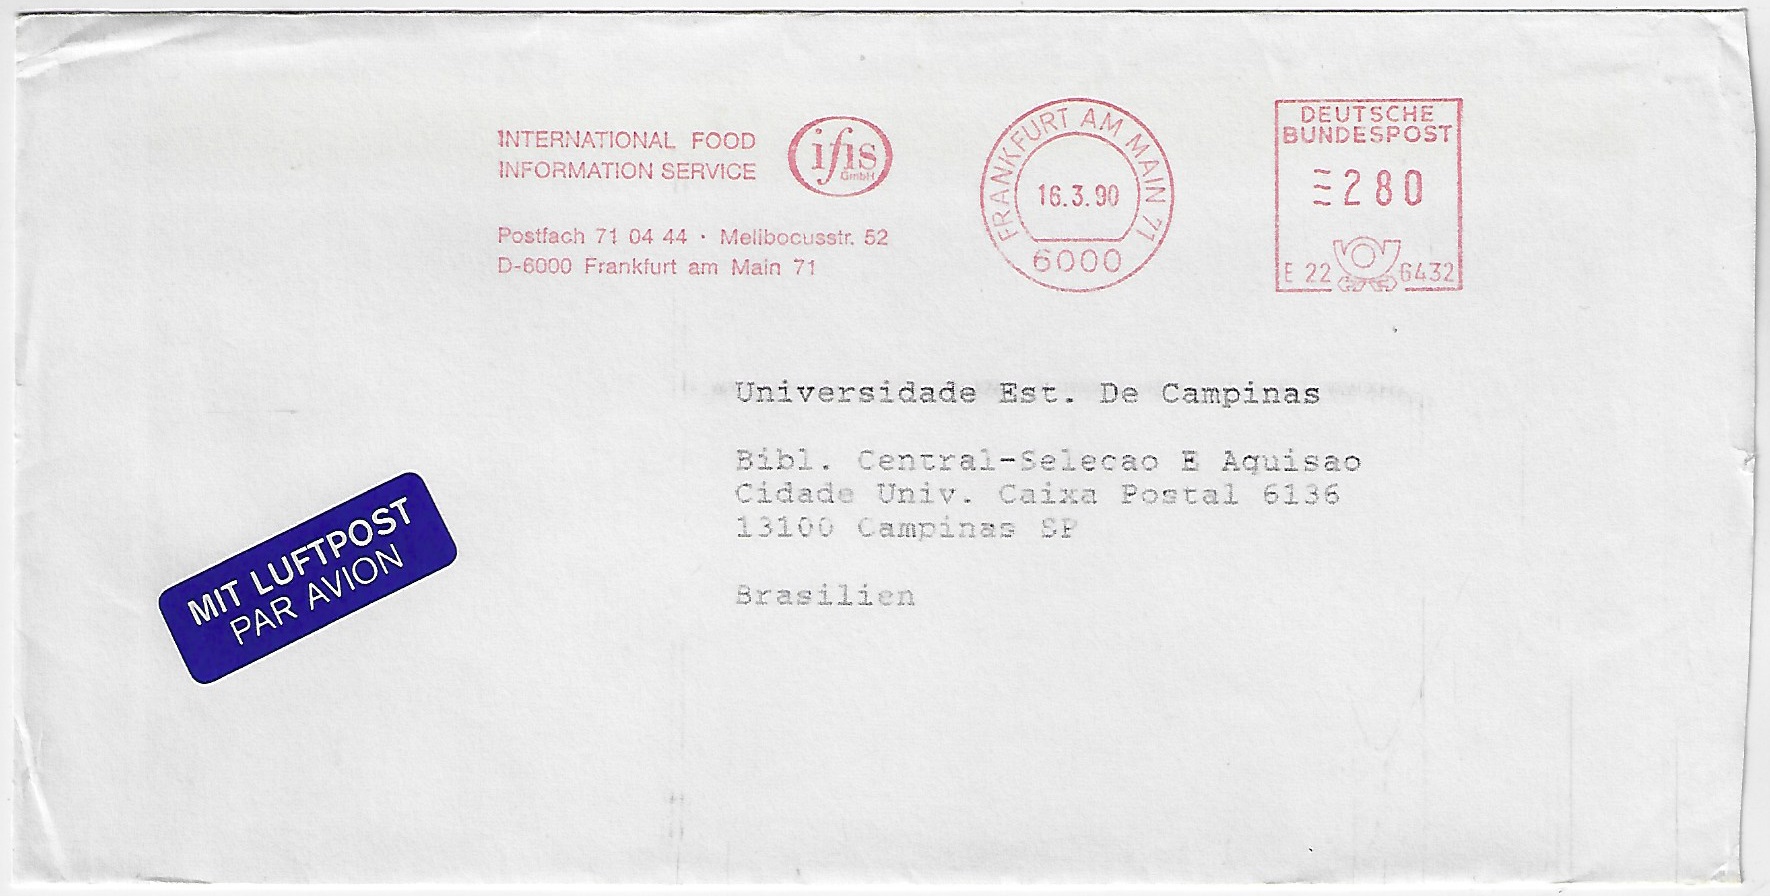 INTERNATIONAL FOOD
INFORMATION SERVICE
ifis
GmbH
Postfach 71 04 44 · Melibocusstr. 52
D-6000 Frankfurt am Main 71
FRANKFURT AM MAIN 71
16.3.90
6000
DEUTSCHE
BUNDESPOST
280
E 22 6432
Universidade Est. De Campinas
Bibl. Central-Selecao E Aquisao
Cidade Univ. Caixa Postal 6136
13100 Campinas SP
Brasilien
MIT LUFTPOST
PAR AVION